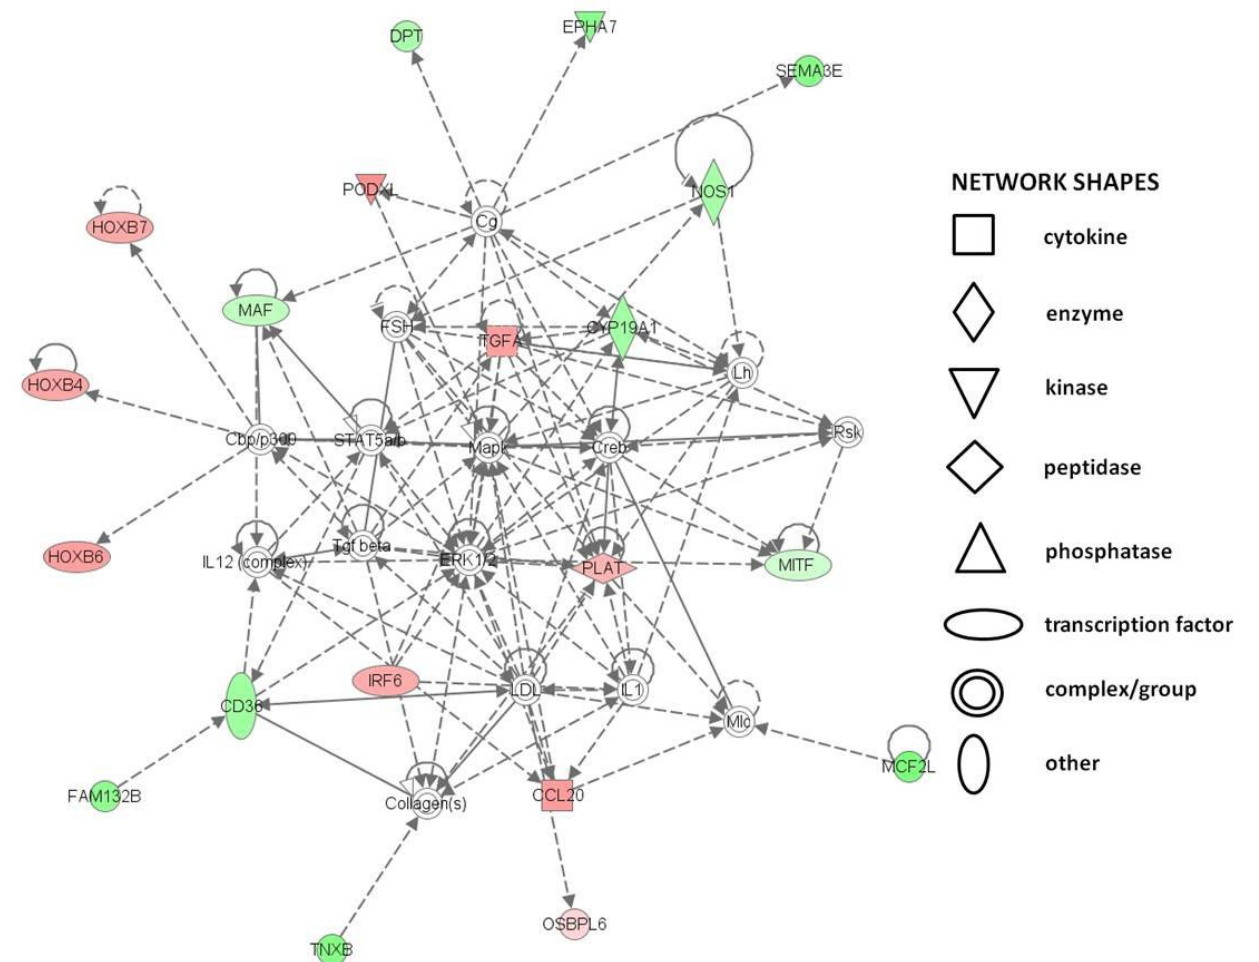 EPHA7
DPT
SEMA3E
PODXL
NOS1
HOXB7
Cg
MAF
FSH
TGFA
CYP19A1
Lh
HOXB4
Cbp/p300
STAT5a/b
Mapk
Creb
Rsk
HOXB6
IL12 (complex)
Tgf beta
ERK1/2
PLAT
MITF
IRF6
CD36
LDL
IL1
Mlc
MCF2L
FAM132B
Collagen(s)
CCL20
OSBPL6
TNXB
NETWORK SHAPES
cytokine
enzyme
kinase
peptidase
phosphatase
transcription factor
complex/group
other